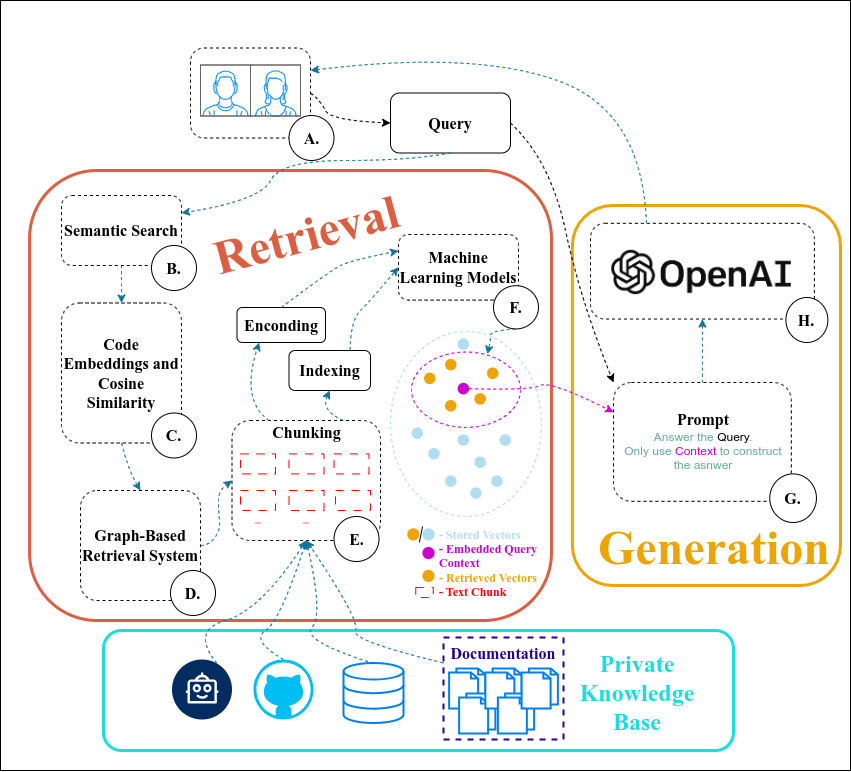 A.
Query
Retrieval
Semantic Search
B.
Code
Embeddings and
Cosine
Similarity
C.
Graph-Based
Retrieval System
D.
Enconding
Indexing
Chunking
E.
Machine
Learning Models
F.
/
- Stored Vectors
- Embedded Query
Context
- Retrieved Vectors
- Text Chunk
OpenAI
H.
Prompt
Answer the Query.
Only use Context to construct
the asnwer
G.
Generation
Documentation
Private
Knowledge
Base